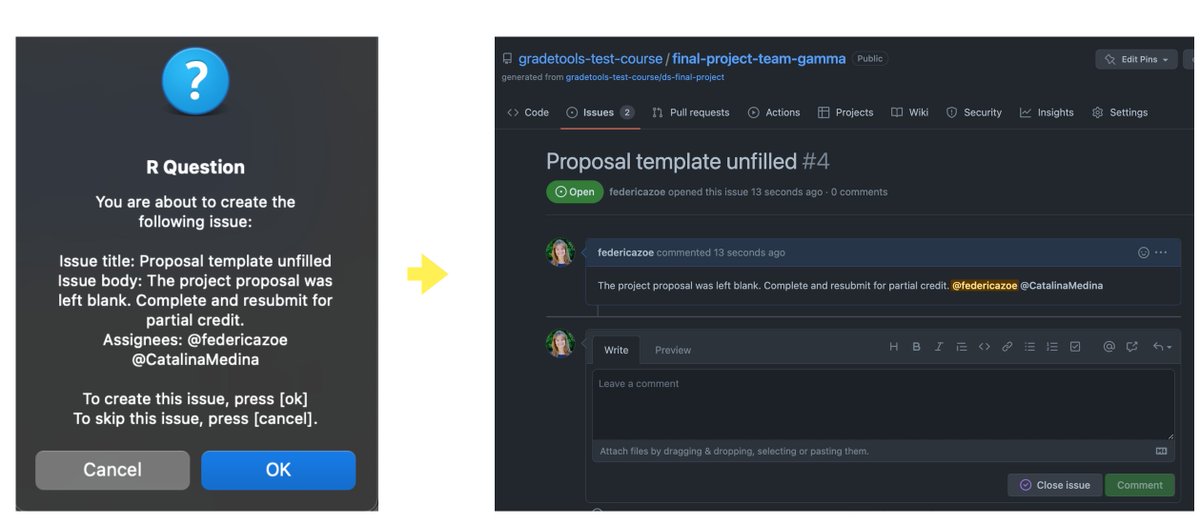 ?
R Question
You are about to create the
following issue:
Issue title: Proposal template unfilled
Issue body: The project proposal was
left blank. Complete and resubmit for
partial credit.
Assignees: @federicazoe
@CatalinaMedina
To create this issue, press [ok]
To skip this issue, press [cancel].
Cancel OK
gradetools-test-course / final-project-team-gamma Public Edit Pins
generated from gradetools-test-course/ds-final-project
Code Issues 2 Pull requests Actions Projects Wiki Security Insights Settings
Proposal template unfilled #4
Open federicazoe opened this issue 13 seconds ago · 0 comments
federicazoe commented 13 seconds ago
The project proposal was left blank. Complete and resubmit for partial credit. @federicazoe @CatalinaMedina
Write Preview
Leave a comment
Attach files by dragging & dropping, selecting or pasting them.
Close issue Comment